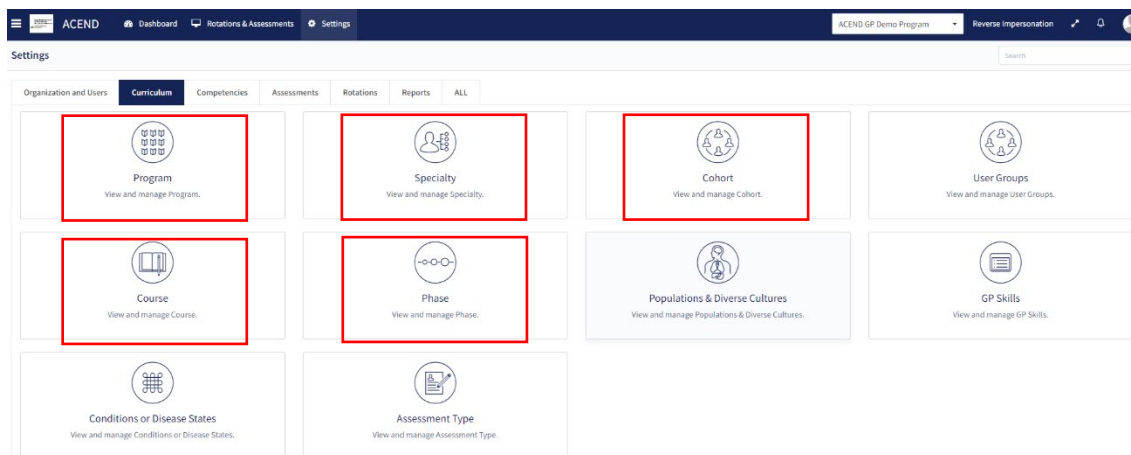 ACEND Dashboard Rotations & Assessments Settings ACEND GP Demo Program Reverse Impersonation
Settings Search
Organization and Users Curriculum Competencies Assessments Rotations Reports ALL
Program Specialty Cohort User Groups
View and manage Program. View and manage Specialty. View and manage Cohort. View and manage User Groups.
Course Phase Populations & Diverse Cultures GP Skills
View and manage Course. View and manage Phase. View and manage Populations & Diverse Cultures. View and manage GP Skills.
Conditions or Disease States Assessment Type
View and manage Conditions or Disease States. View and manage Assessment Type.